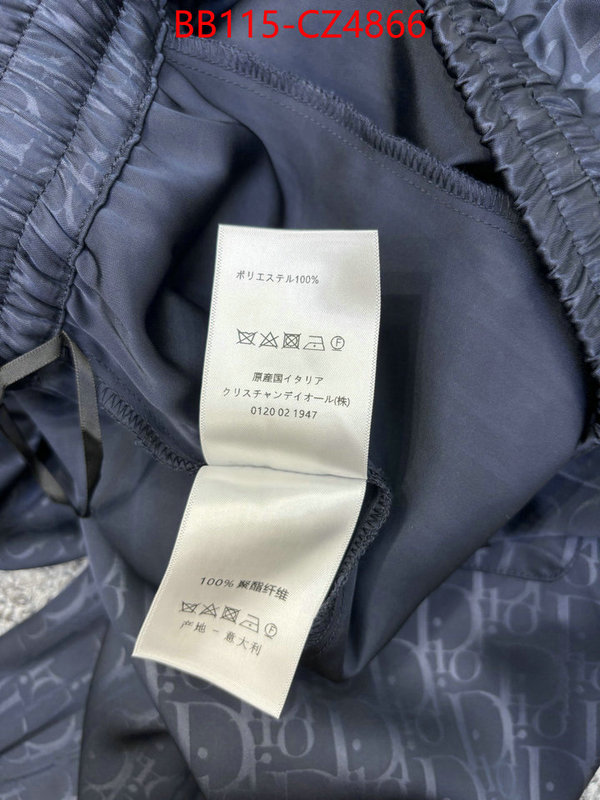 BB115-CZ4866
ポリエステル100%
F
原産国イタリア
クリスチャンデイオール(株)
0120 02 1947
100% 聚酯纤维
F
产地 - 意大利
Dior